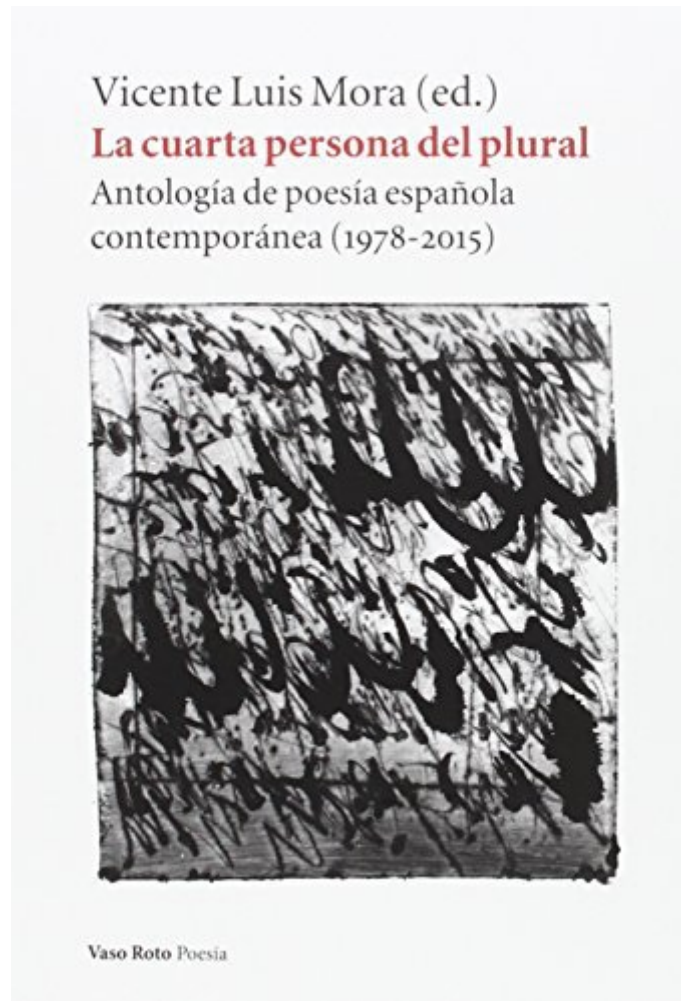 Vicente Luis Mora (ed.)
La cuarta persona del plural
Antología de poesía española
contemporánea (1978-2015)
Vaso Roto Poesía